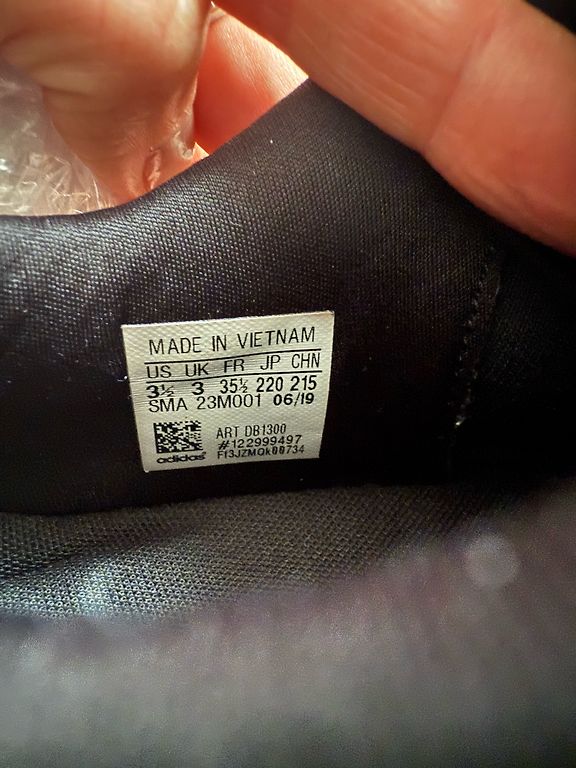 MADE IN VIETNAM
US UK FR JP CHN
3½ 3 35½ 220 215
SMA 23M001 06/19
ART DB1300
#122999497
Ff3JZMQk00734
adidas